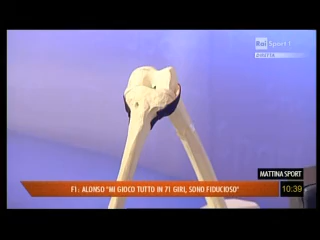 Rai Sport 1
DIRETTA
MATTINA SPORT
F1: ALONSO "MI GIOCO TUTTO IN 71 GIRI, SONO FIDUCIOSO"
10:39